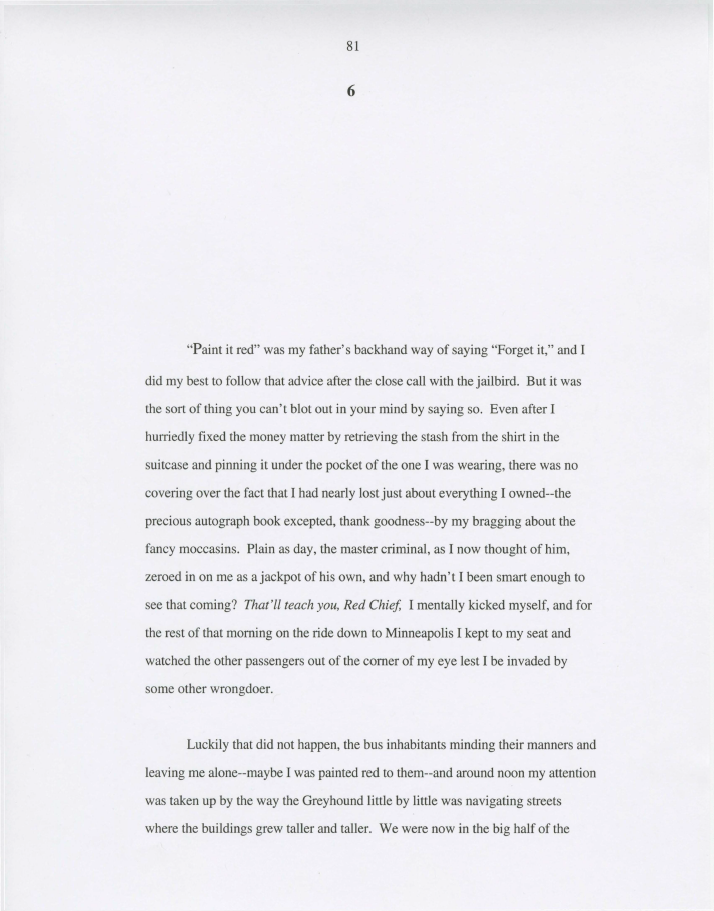 81
6
“Paint it red” was my father’s backhand way of saying “Forget it,” and I
did my best to follow that advice after the close call with the jailbird.  But it was
the sort of thing you can’t blot out in your mind by saying so.  Even after I
hurriedly fixed the money matter by retrieving the stash from the shirt in the
suitcase and pinning it under the pocket of the one I was wearing, there was no
covering over the fact that I had nearly lost just about everything I owned--the
precious autograph book excepted, thank goodness--by my bragging about the
fancy moccasins.  Plain as day, the master criminal, as I now thought of him,
zeroed in on me as a jackpot of his own, and why hadn’t I been smart enough to
see that coming?  That’ll teach you, Red Chief,  I mentally kicked myself, and for
the rest of that morning on the ride down to Minneapolis I kept to my seat and
watched the other passengers out of the corner of my eye lest I be invaded by
some other wrongdoer.
Luckily that did not happen, the bus inhabitants minding their manners and
leaving me alone--maybe I was painted red to them--and around noon my attention
was taken up by the way the Greyhound little by little was navigating streets
where the buildings grew taller and taller.  We were now in the big half of the